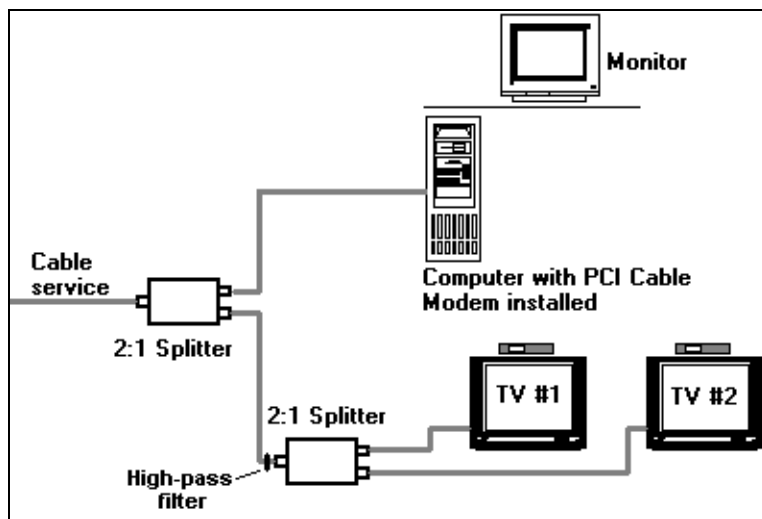 Monitor
Cable
service
Computer with PCI Cable
Modem installed
2:1 Splitter
TV #1
TV #2
2:1 Splitter
High-pass
filter